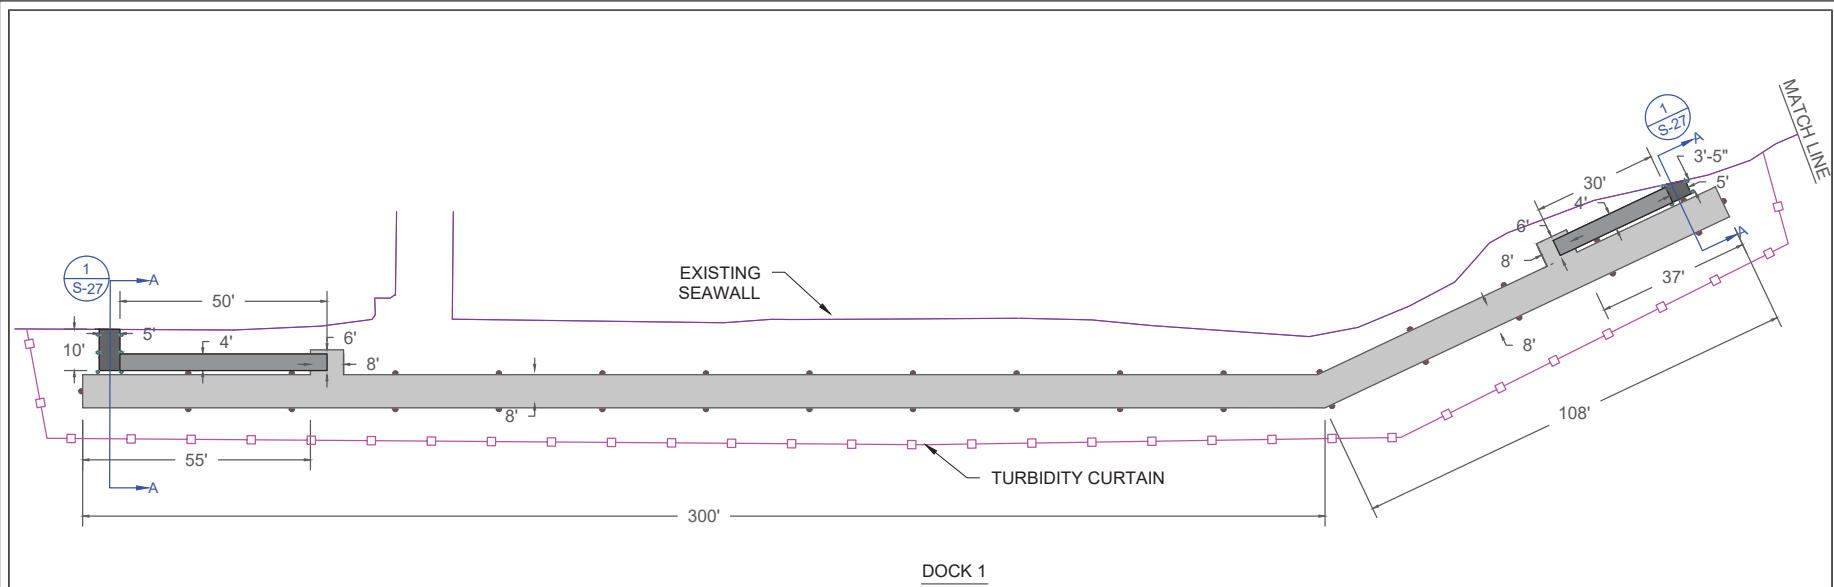 MATCH LINE
1
S-27
A
3'-5"
30'
5'
4'
6'
A
8'
37'
EXISTING
SEAWALL
1
S-27
A
50'
5'
10'
4'
6'
8'
8'
8'
108'
55'
TURBIDITY CURTAIN
A
300'
DOCK 1